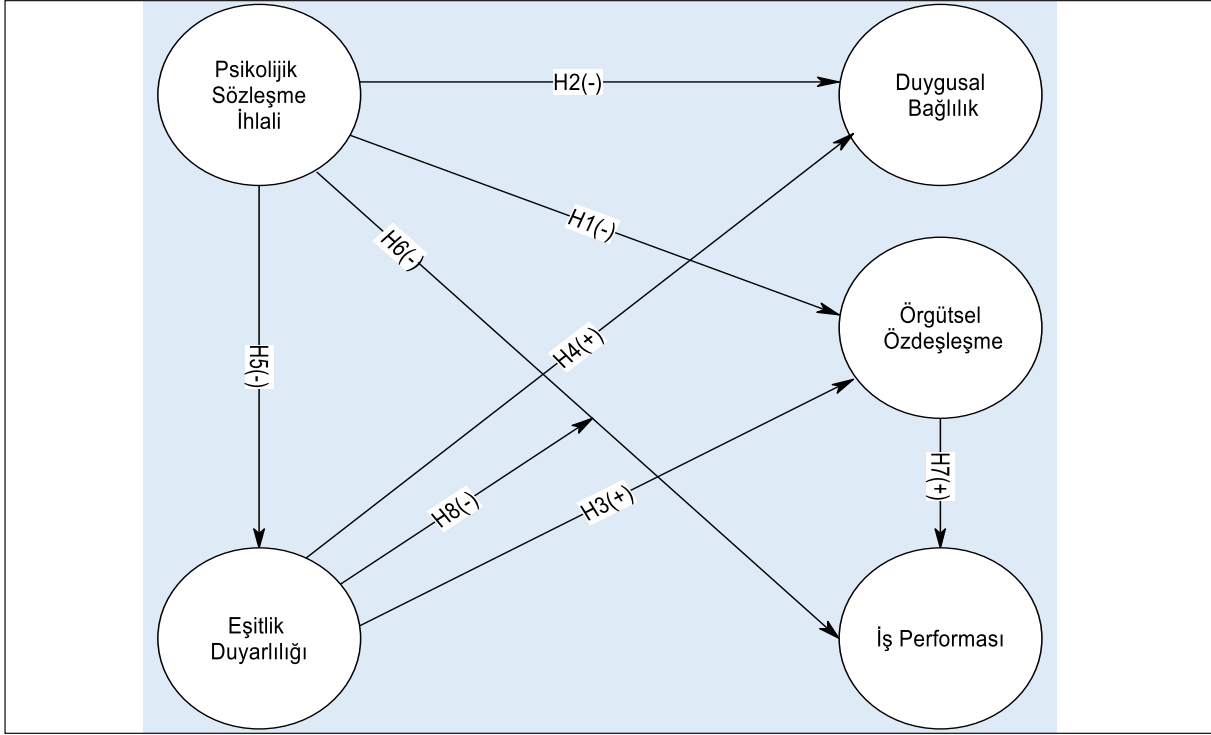 Psikolijik
Sözleşme
İhlali
H2(-)
Duygusal
Bağlılık
H1(-)
H6(-)
Örgütsel
Özdeşleşme
H4(+)
H5(-)
H7(+)
H8(-)
H3(+)
Eşitlik
Duyarlılığı
İş Performası